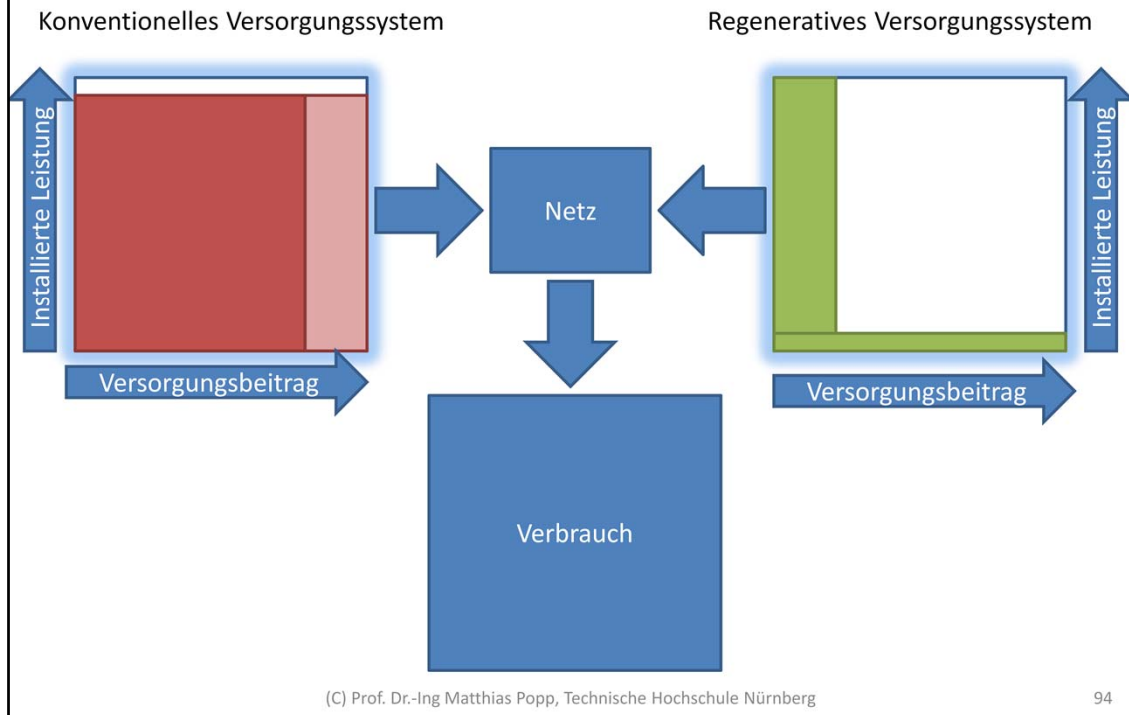 Konventionelles Versorgungssystem
Regeneratives Versorgungssystem
Installierte Leistung
Versorgungsbeitrag
Netz
Installierte Leistung
Versorgungsbeitrag
Verbrauch
(C) Prof. Dr.-Ing Matthias Popp, Technische Hochschule Nürnberg
94